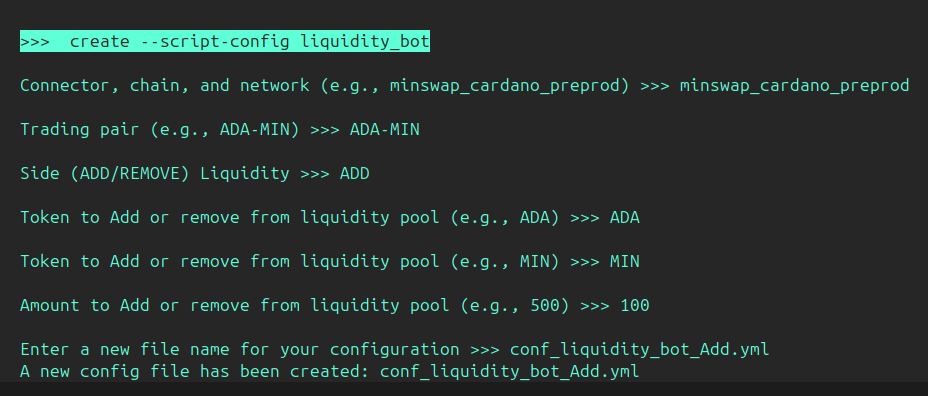 >>>  create --script-config liquidity_bot
Connector, chain, and network (e.g., minswap_cardano_preprod) >>> minswap_cardano_preprod
Trading pair (e.g., ADA-MIN) >>> ADA-MIN
Side (ADD/REMOVE) Liquidity >>> ADD
Token to Add or remove from liquidity pool (e.g., ADA) >>> ADA
Token to Add or remove from liquidity pool (e.g., MIN) >>> MIN
Amount to Add or remove from liquidity pool (e.g., 500) >>> 100
Enter a new file name for your configuration >>> conf_liquidity_bot_Add.yml
A new config file has been created: conf_liquidity_bot_Add.yml